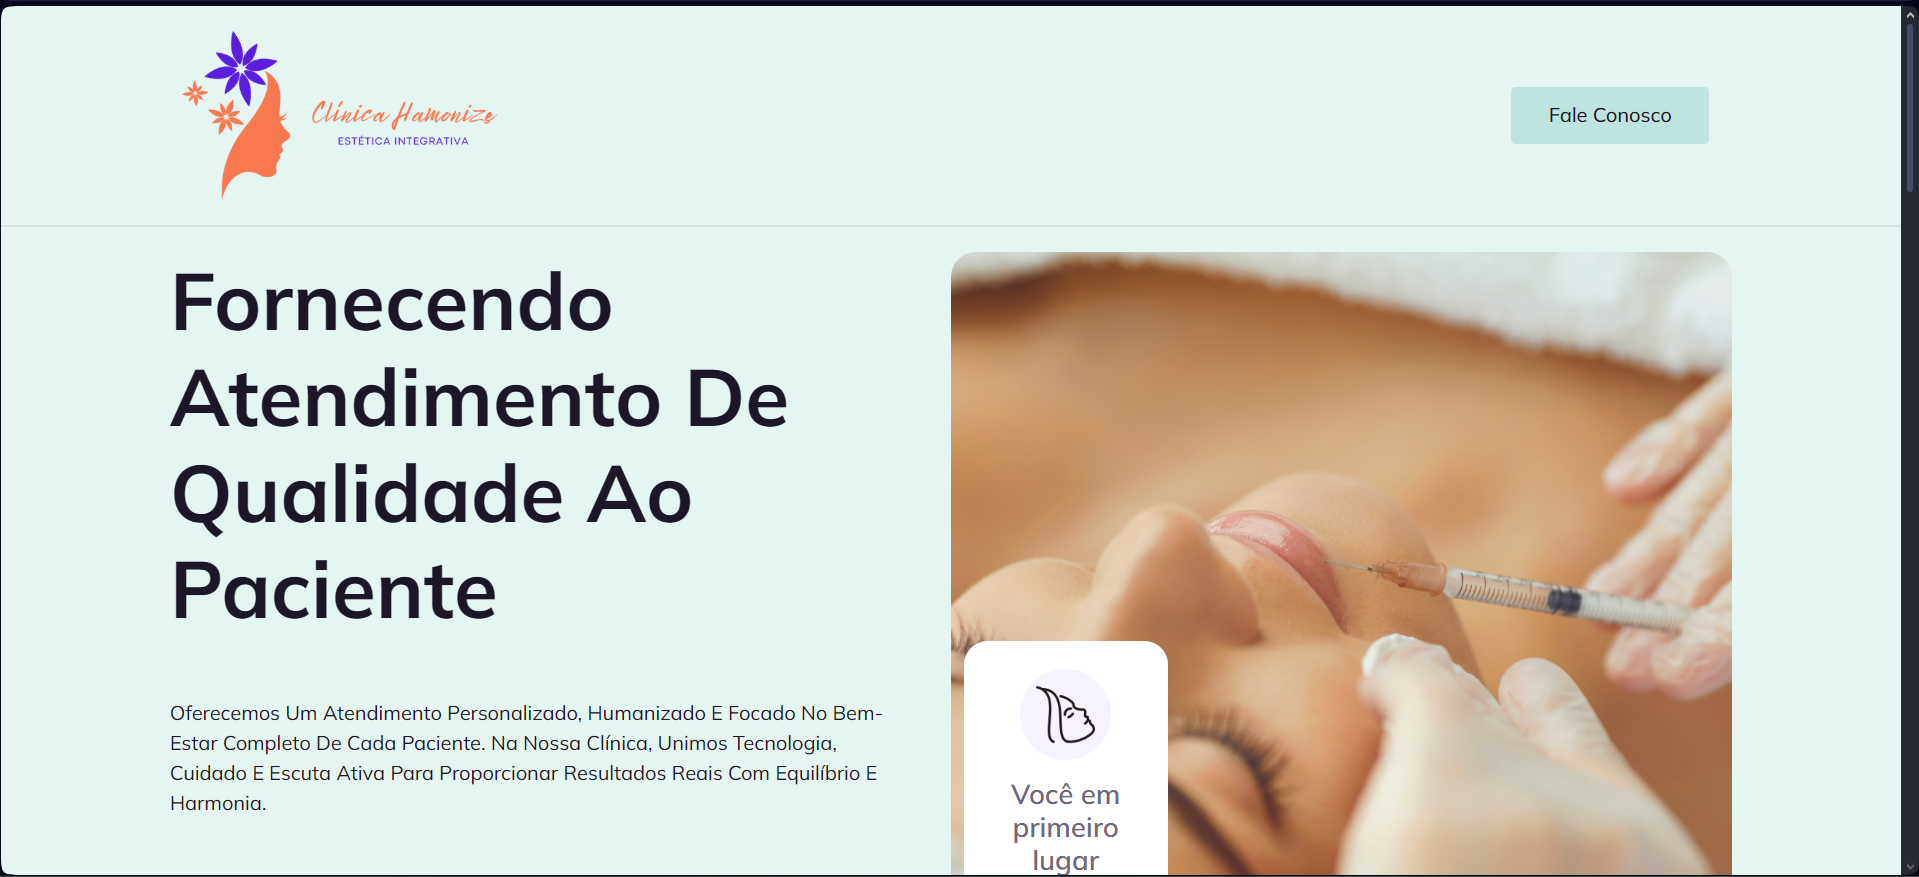 Clínica Hamonize
ESTÉTICA INTEGRATIVA
Fale Conosco
Fornecendo
Atendimento De
Qualidade Ao
Paciente
Oferecemos Um Atendimento Personalizado, Humanizado E Focado No Bem-
Estar Completo De Cada Paciente. Na Nossa Clínica, Unimos Tecnologia,
Cuidado E Escuta Ativa Para Proporcionar Resultados Reais Com Equilíbrio E
Harmonia.
Você em
primeiro
lugar